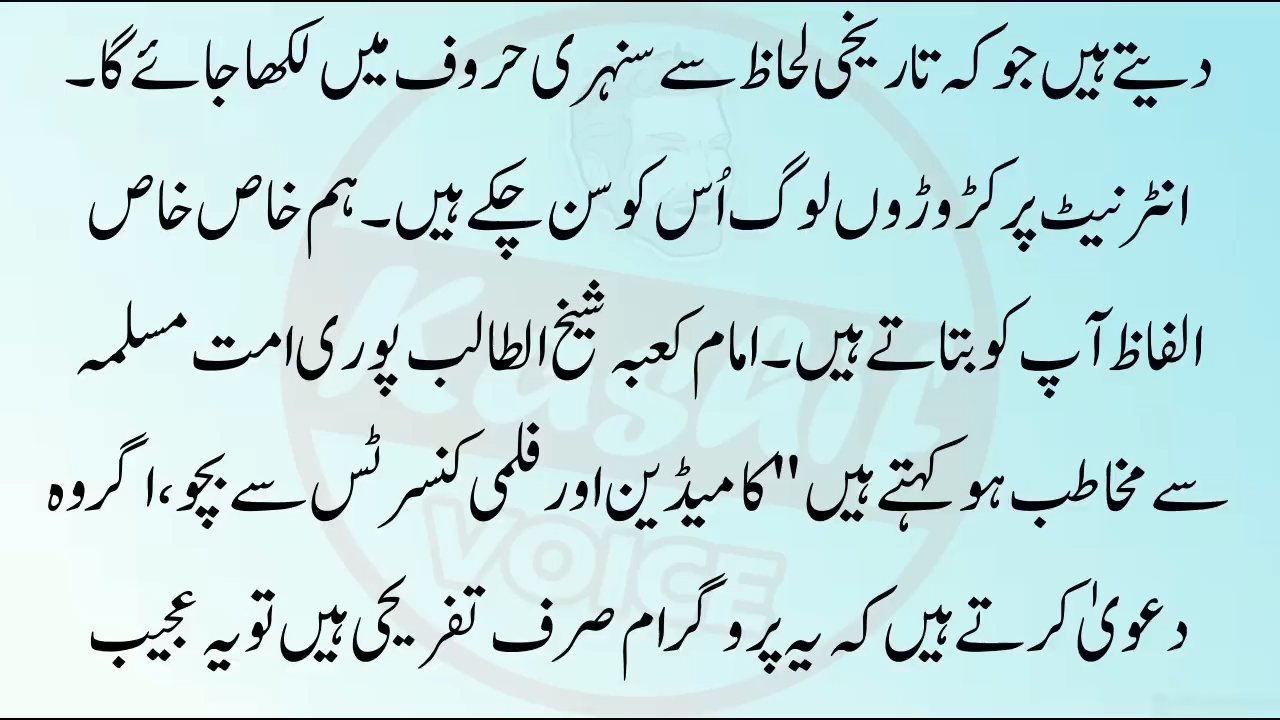 دیتے ہیں جو کہ تاریخی لحاظ سے سنہری حروف میں لکھا جائے گا۔
انٹرنیٹ پر کڑوڑوں لوگ اُس کو سن چکے ہیں۔ ہم خاص خاص
الفاظ آپ کو بتاتے ہیں۔ امام کعبہ شیخ الطالب پوری امت مسلمہ
سے مخاطب ہو کہتے ہیں "کامیڈین اور فلمی کنسرٹس سے بچو، اگر وہ
دعویٰ کرتے ہیں کہ یہ پروگرام صرف تفریحی ہیں تو یہ عجیب
Kashif
VOICE